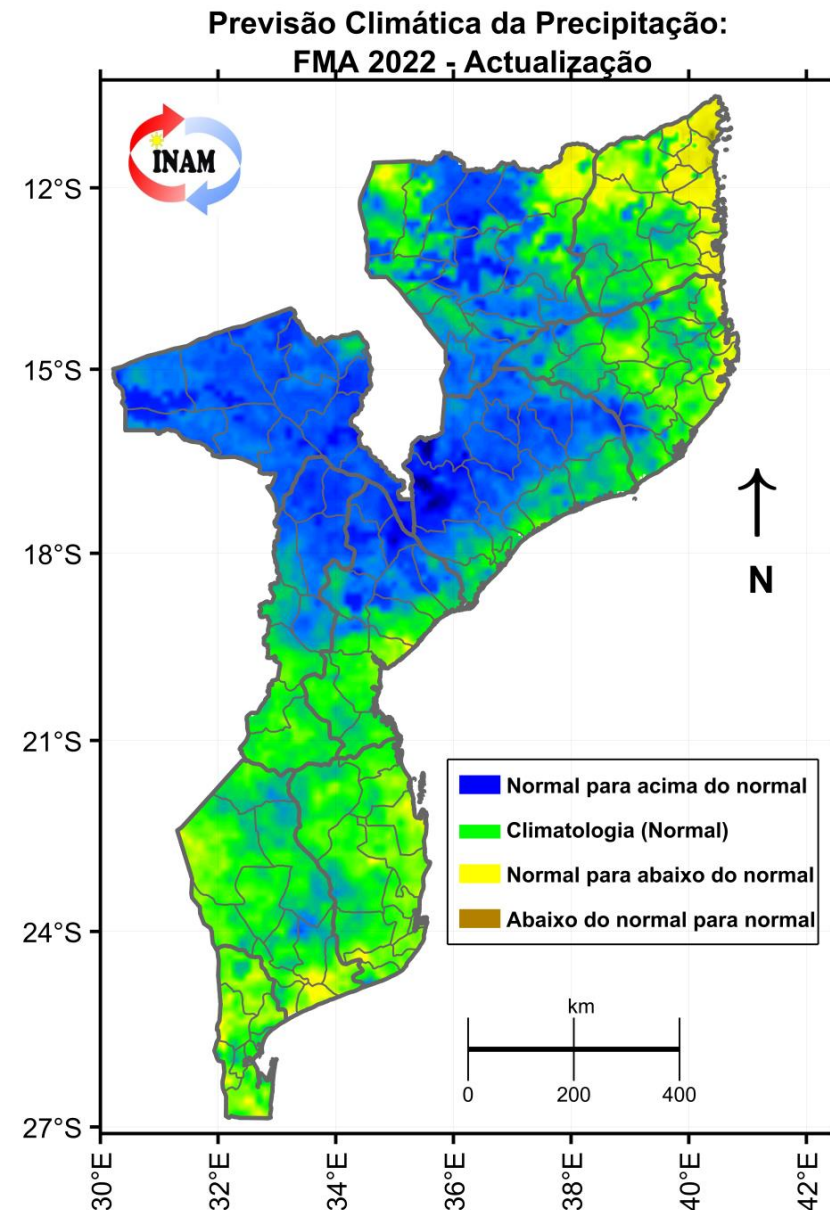 Previsão Climática da Precipitação:
FMA 2022 - Actualização
INAM
12°S
15°S
18°S
21°S
24°S
27°S
N
Normal para acima do normal
Climatologia (Normal)
Normal para abaixo do normal
Abaixo do normal para normal
km
0 200 400
30°E 32°E 34°E 36°E 38°E 40°E 42°E